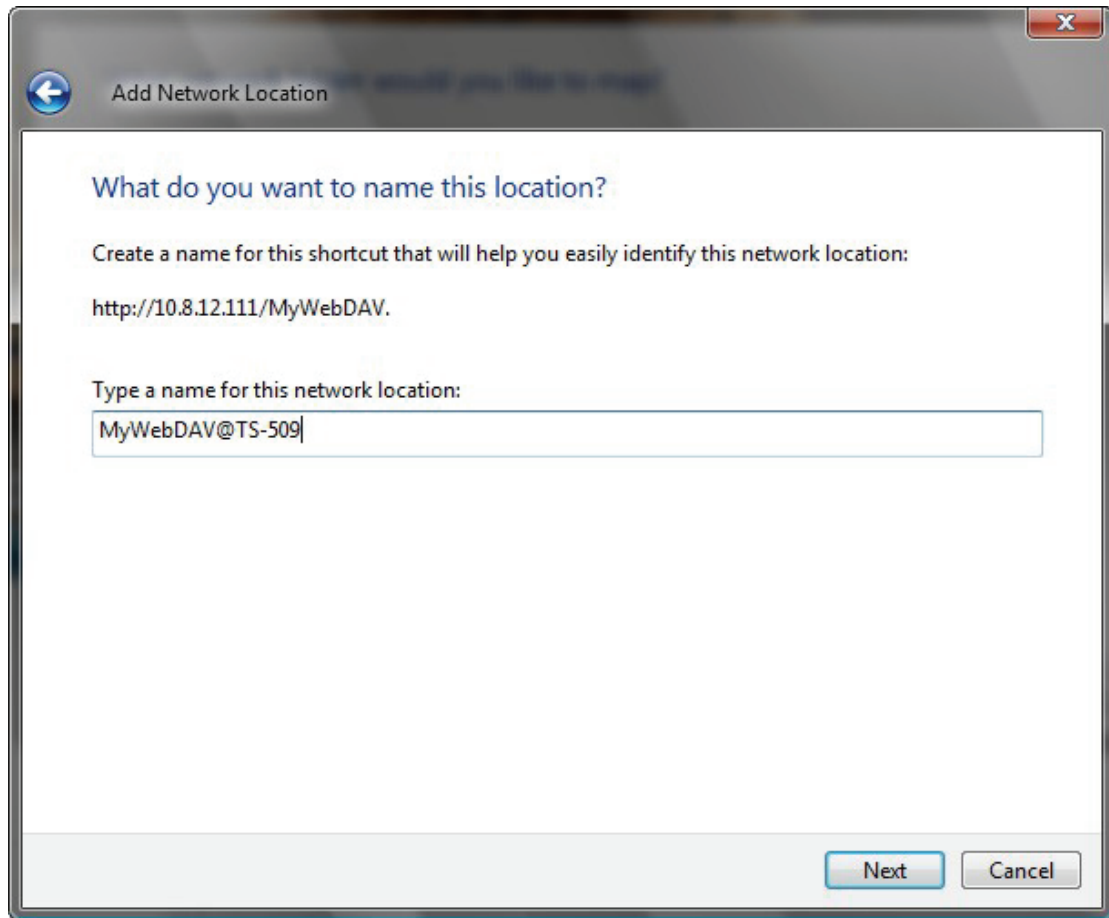 Add Network Location
What do you want to name this location?
Create a name for this shortcut that will help you easily identify this network location:
http://10.8.12.111/MyWebDAV.
Type a name for this network location:
MyWebDAV@TS-509
Next
Cancel